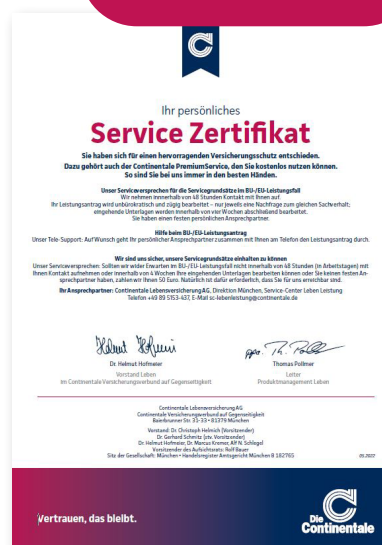 Ihr persönliches
Service Zertifikat
Sie haben sich für einen hervorragenden Versicherungsschutz entschieden.
Dazu gehört auch der Continentale PremiumService, den Sie kostenlos nutzen können.
So sind Sie bei uns immer in den besten Händen.
Unser Serviceversprechen für die Servicegrundsätze im BU-/EU-Leistungsfall
Wir nehmen innerhalb von 48 Stunden Kontakt mit Ihnen auf.
Ihr Leistungsantrag wird unbürokratisch und zügig bearbeitet – nur jeweils eine Nachfrage zum gleichen Sachverhalt;
eingehende Unterlagen werden innerhalb von vier Wochen abschließend bearbeitet.
Sie haben einen festen persönlichen Ansprechpartner.
Hilfe beim BU-/EU-Leistungsantrag
Unser Tele-Support: Auf Wunsch geht Ihr persönlicher Ansprechpartner zusammen mit Ihnen am Telefon den Leistungsantrag durch.
Wir sind uns sicher, unsere Servicegrundsätze einhalten zu können
Unser Serviceversprechen: Sollten wir wider Erwarten im BU-/EU-Leistungsfall nicht innerhalb von 48 Stunden (in Arbeitstagen) mit
Ihnen Kontakt aufnehmen oder innerhalb von 4 Wochen Ihre eingehenden Unterlagen bearbeiten können oder Sie keinen festen An-
sprechpartner haben, zahlen wir Ihnen 50 Euro. Natürlich ist dafür erforderlich, dass Sie für uns erreichbar sind.
Ihr Ansprechpartner: Continentale Lebensversicherung AG, Direktion München, Service-Center Leben Leistung
Telefon +49 89 5153-437, E-Mail sc-lebenleistung@continentale.de
Dr. Helmut Hofmeier
Vorstand Leben
im Continentale Versicherungsverbund auf Gegenseitigkeit
ppa. Th. Pollmer
Thomas Pollmer
Leiter
Produktmanagement Leben
Continentale Lebensversicherung AG
Continentale Versicherungsverbund auf Gegenseitigkeit
Baierbrunner Str. 31-33 • 81379 München
Vorstand: Dr. Christoph Helmich (Vorsitzender)
Dr. Gerhard Schmitz (stv. Vorsitzender)
Dr. Helmut Hofmeier, Dr. Marcus Kremer, Alf N. Schlegel
Vorsitzender des Aufsichtsrats: Rolf Bauer
Sitz der Gesellschaft: München • Handelsregister Amtsgericht München B 182765
05.2022
Vertrauen, das bleibt.
Die
Continentale